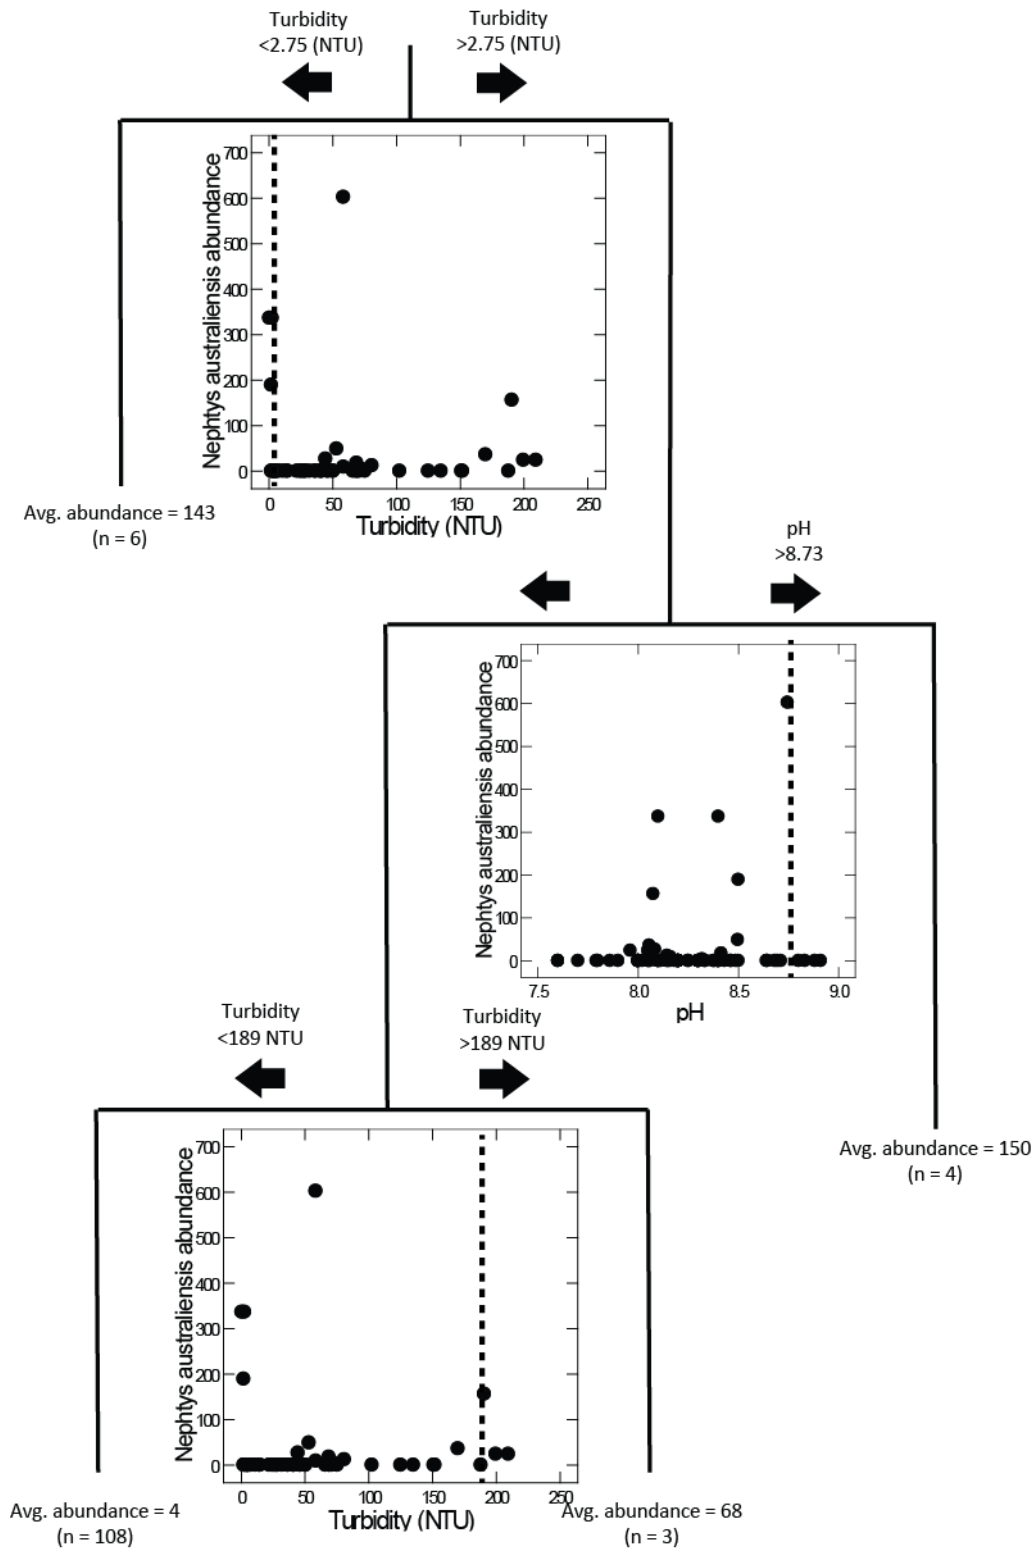 Turbidity
<2.75 (NTU)
Turbidity
>2.75 (NTU)
Nephtys australiensis abundance
700
600
500
400
300
200
100
0
0
50
100
150
200
250
Turbidity (NTU)
Avg. abundance = 143
(n = 6)
pH
>8.73
Nephtys australiensis abundance
700
600
500
400
300
200
100
0
7.5
8.0
8.5
9.0
pH
Avg. abundance = 150
(n = 4)
Turbidity
<189 NTU
Turbidity
>189 NTU
Nephtys australiensis abundance
700
600
500
400
300
200
100
0
0
50
100
150
200
250
Turbidity (NTU)
Avg. abundance = 4
(n = 108)
Avg. abundance = 68
(n = 3)